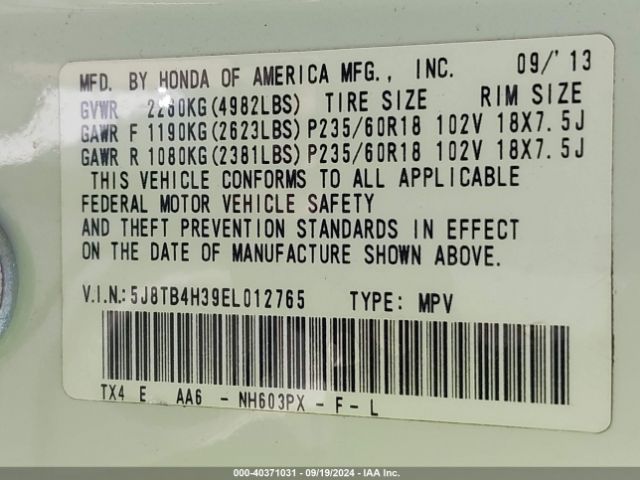 MFD. BY HONDA OF AMERICA MFG., INC. 09/'13
GVWR 2260KG(4982LBS) TIRE SIZE RIM SIZE
GAWR F 1190KG(2623LBS) P235/60R18 102V 18X7.5J
GAWR R 1080KG(2381LBS) P235/60R18 102V 18X7.5J
THIS VEHICLE CONFORMS TO ALL APPLICABLE
FEDERAL MOTOR VEHICLE SAFETY
AND THEFT PREVENTION STANDARDS IN EFFECT
ON THE DATE OF MANUFACTURE SHOWN ABOVE.
V.I.N.: 5J8TB4H39EL012765 TYPE: MPV
TX4 E AA6 - NH603PX - F - L
000-40371031 - 09/19/2024 - IAA Inc.